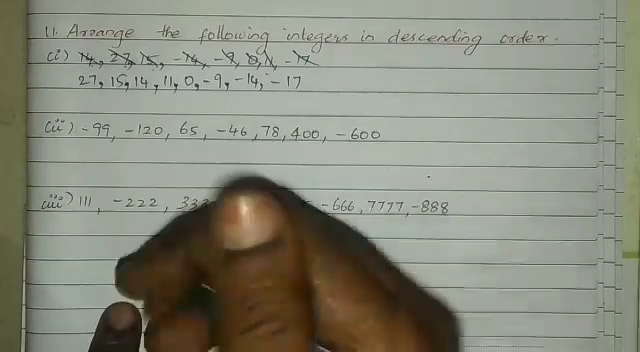 11. Arrange the following integers in descending order.
(i) 14, 27, 15, -14, -9, 0, 11, -17
27, 15, 14, 11, 0, -9, -14, -17
(ii) -99, -120, 65, -46, 78, 400, -600
(iii) 111, -222, 333 -666, 7777, -888